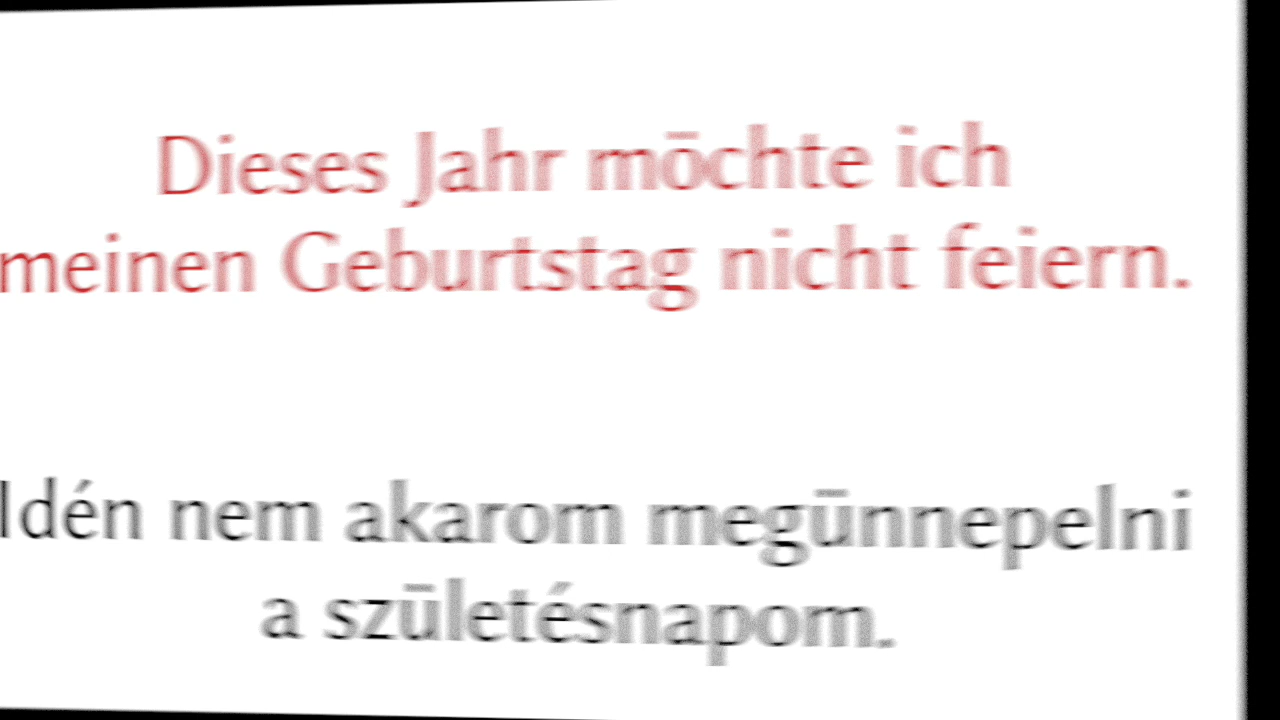 Dieses Jahr möchte ich
meinen Geburtstag nicht feiern.
Idén nem akarom megünnepelni
a születésnapom.